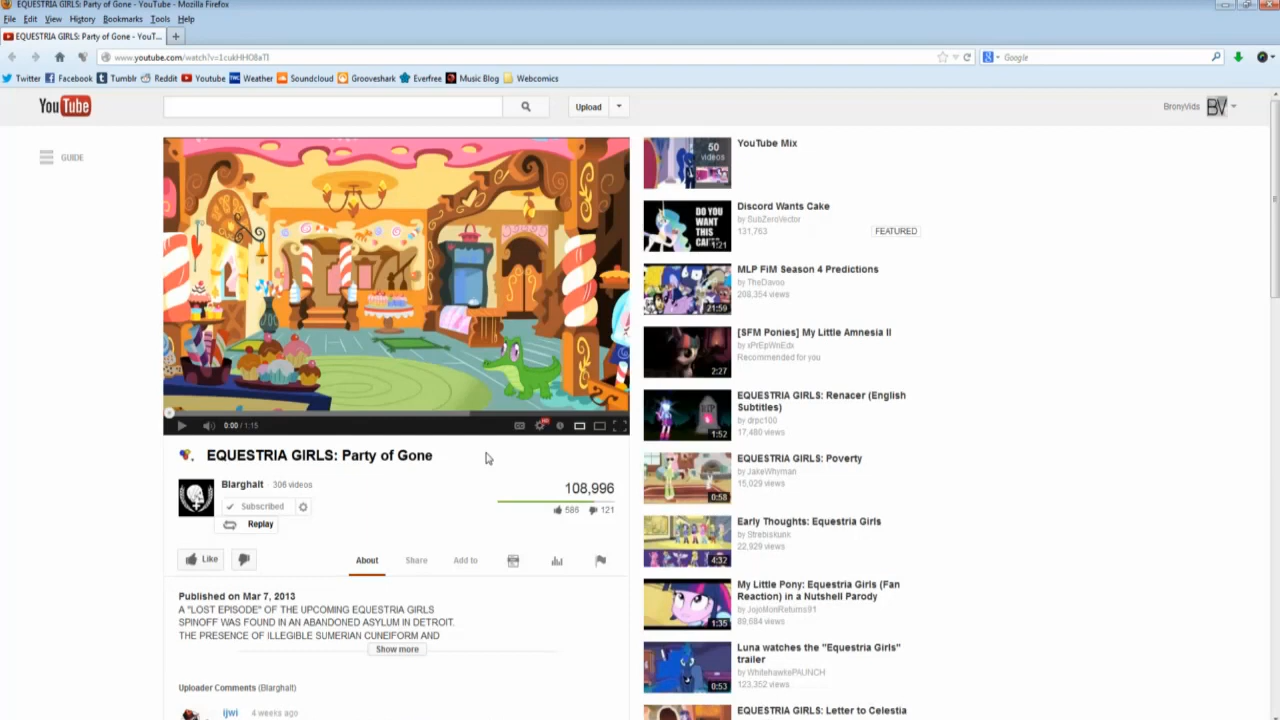 EQUESTRIA GIRLS: Party of Gone - YouTube - Mozilla Firefox
File Edit View History Bookmarks Tools Help
EQUESTRIA GIRLS: Party of Gone - YouT... +
Google
Twitter Facebook Tumblr Reddit Youtube Weather Soundcloud Grooveshark Everfree Music Blog Webcomics
YouTube Upload BronyVids BV
GUIDE
50
videos
YouTube Mix
DO YOU
WANT
THIS
1:21
Discord Wants Cake
by SubZeroVector
131,763
FEATURED
21:59
MLP FiM Season 4 Predictions
by TheDavoo
208,354 views
2:27
[SFM Ponies] My Little Amnesia II
by xPrEpWnEdx
Recommended for you
RIP
1:52
EQUESTRIA GIRLS: Renacer (English
Subtitles)
by drpc100
17,480 views
0:00 / 1:15
EQUESTRIA GIRLS: Party of Gone
0:58
EQUESTRIA GIRLS: Poverty
by JakeWhyman
15,029 views
Blarghalt · 306 videos
108,996
Subscribed
586 121
Replay
4:32
Early Thoughts: Equestria Girls
by Strebiskunk
22,929 views
Like
About Share Add to
1:35
My Little Pony: Equestria Girls (Fan
Reaction) in a Nutshell Parody
by JojoMonReturns91
89,684 views
Published on Mar 7, 2013
A "LOST EPISODE" OF THE UPCOMING EQUESTRIA GIRLS
SPINOFF WAS FOUND IN AN ABANDONED ASYLUM IN DETROIT.
THE PRESENCE OF ILLEGIBLE SUMERIAN CUNEIFORM AND
Show more
0:53
Luna watches the "Equestria Girls"
trailer
by WhitehawkePAUNCH
123,352 views
Uploader Comments (Blarghalt)
ijwi 4 weeks ago
EQUESTRIA GIRLS: Letter to Celestia